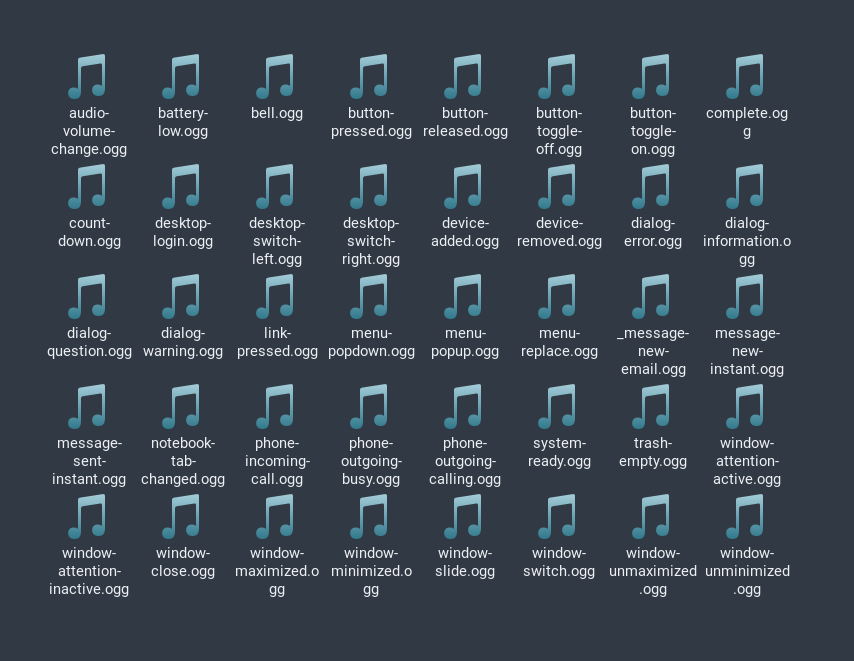 audio-
volume-
change.ogg
battery-
low.ogg
bell.ogg
button-
pressed.ogg
button-
released.ogg
button-
toggle-
off.ogg
button-
toggle-
on.ogg
complete.og
g
count-
down.ogg
desktop-
login.ogg
desktop-
switch-
left.ogg
desktop-
switch-
right.ogg
device-
added.ogg
device-
removed.ogg
dialog-
error.ogg
dialog-
information.o
gg
dialog-
question.ogg
dialog-
warning.ogg
link-
pressed.ogg
menu-
popdown.ogg
menu-
popup.ogg
menu-
replace.ogg
_message-
new-
email.ogg
message-
new-
instant.ogg
message-
sent-
instant.ogg
notebook-
tab-
changed.ogg
phone-
incoming-
call.ogg
phone-
outgoing-
busy.ogg
phone-
outgoing-
calling.ogg
system-
ready.ogg
trash-
empty.ogg
window-
attention-
active.ogg
window-
attention-
inactive.ogg
window-
close.ogg
window-
maximized.o
gg
window-
minimized.o
gg
window-
slide.ogg
window-
switch.ogg
window-
unmaximized
.ogg
window-
unminimized
.ogg